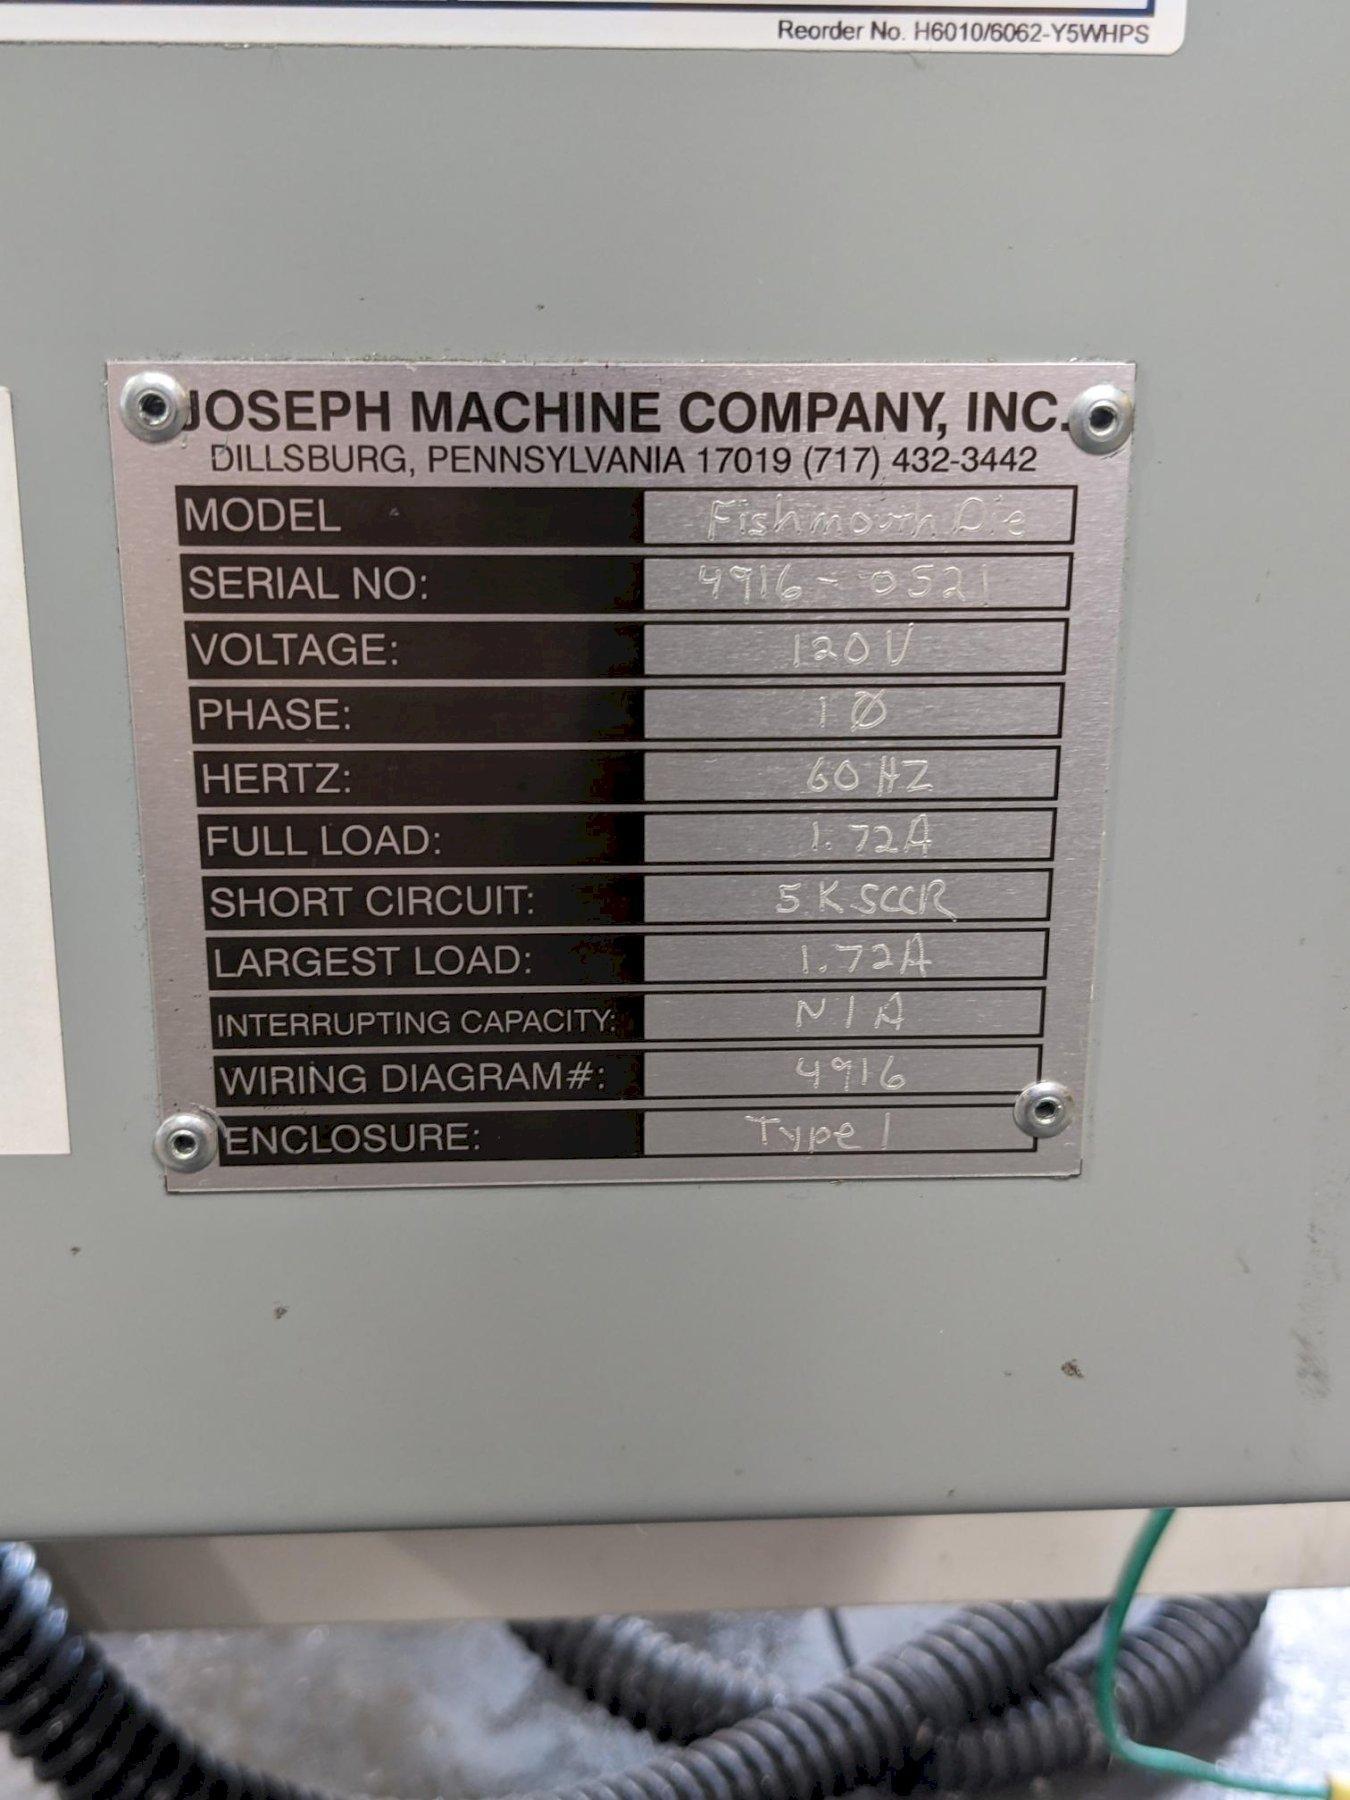 Reorder No. H6010/6062-Y5WHPS
JOSEPH MACHINE COMPANY, INC.
DILLSBURG, PENNSYLVANIA 17019 (717) 432-3442
MODEL Fishmouth Die
SERIAL NO: 4916-0521
VOLTAGE: 120V
PHASE: 1Ø
HERTZ: 60 HZ
FULL LOAD: 1.72A
SHORT CIRCUIT: 5K SCCR
LARGEST LOAD: 1.72A
INTERRUPTING CAPACITY: N/A
WIRING DIAGRAM#: 4916
ENCLOSURE: Type 1